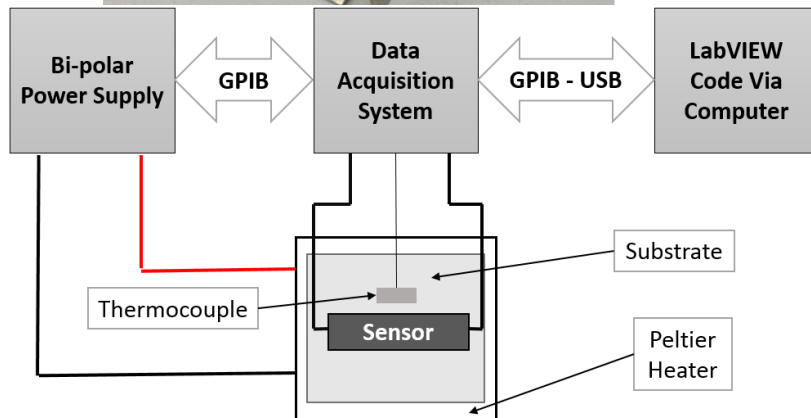 Bi-polar
Power Supply
GPIB
Data
Acquisition
System
GPIB - USB
LabVIEW
Code Via
Computer
Substrate
Thermocouple
Sensor
Peltier
Heater